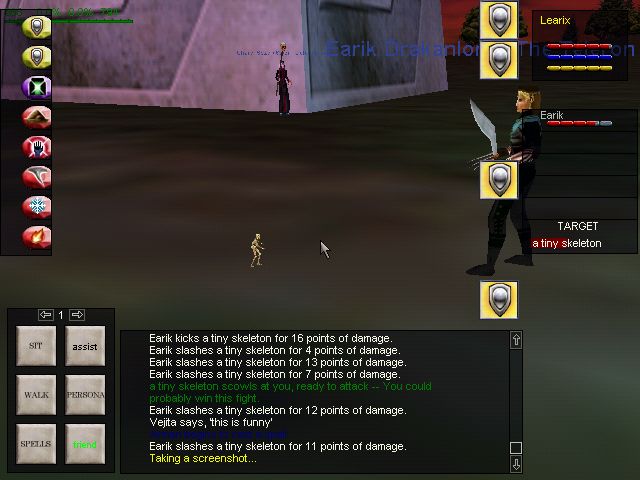 Learix
Earik
TARGET
a tiny skeleton
1
SIT
assist
WALK
PERSONA
SPELLS
friend
Earik kicks a tiny skeleton for 16 points of damage.
Earik slashes a tiny skeleton for 4 points of damage.
Earik slashes a tiny skeleton for 13 points of damage.
Earik slashes a tiny skeleton for 7 points of damage.
a tiny skeleton scowls at you, ready to attack -- You could
probably win this fight.
Earik slashes a tiny skeleton for 12 points of damage.
Vejita says, 'this is funny'
Earik slashes a tiny skeleton for 11 points of damage.
Taking a screenshot...